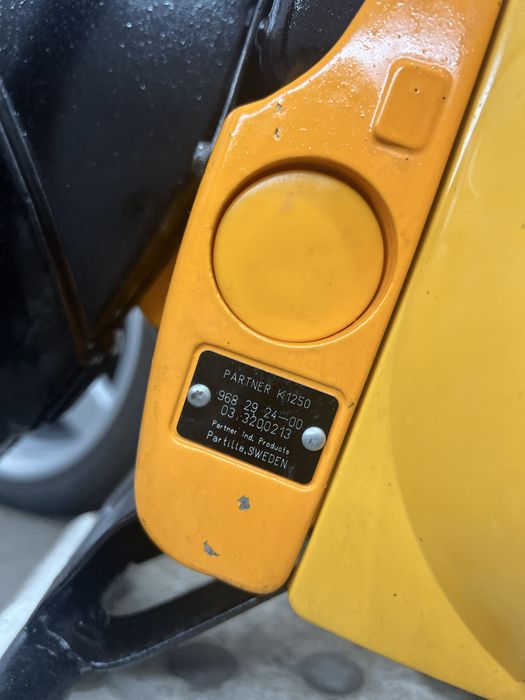 PARTNER K1250
968 29 24-00
03 3200213
Partner Ind. Products
Partille,SWEDEN